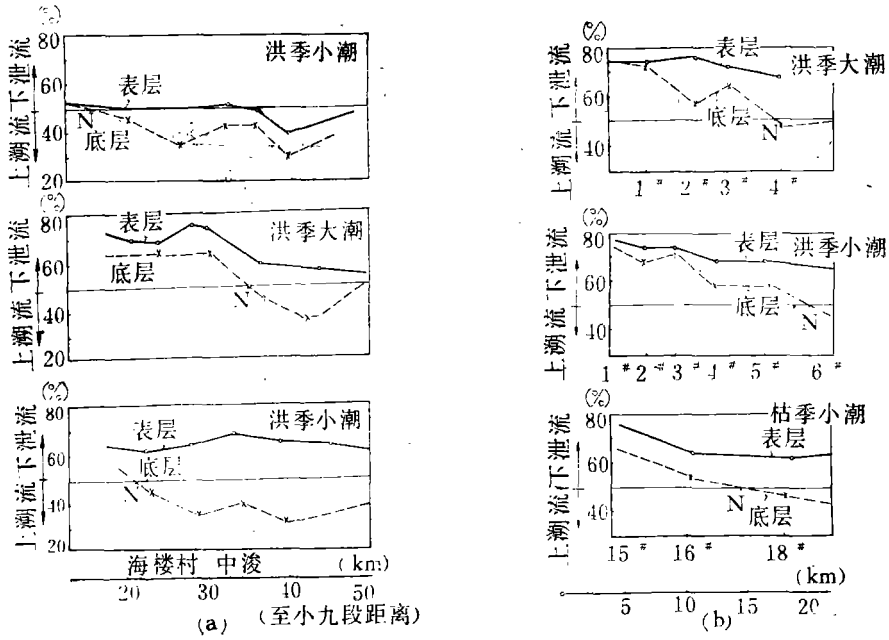 (%)
80
洪季小潮
表层
60
N
底层
40
20
上溯流 下泄流
(%)
80
表层
洪季大潮
60
底层
40
N
20
上溯流 下泄流
(%)
80
洪季小潮
表层
60
底层
N
40
20
上溯流 下泄流
海楼村 中浚 (km)
20 30 40 50
(a) (至小九段距离)
(%)
80
表层
洪季大潮
60
底层
N
40
上溯流 下泄流
1# 2# 3# 4#
(%)
80
表层
洪季小潮
60
底层
N
40
上溯流 下泄流
1# 2# 3# 4# 5# 6#
(%)
80
枯季小潮
表层
60
N
底层
40
上溯流 下泄流
15# 16# 18#
(km)
5 10 15 20
(b)